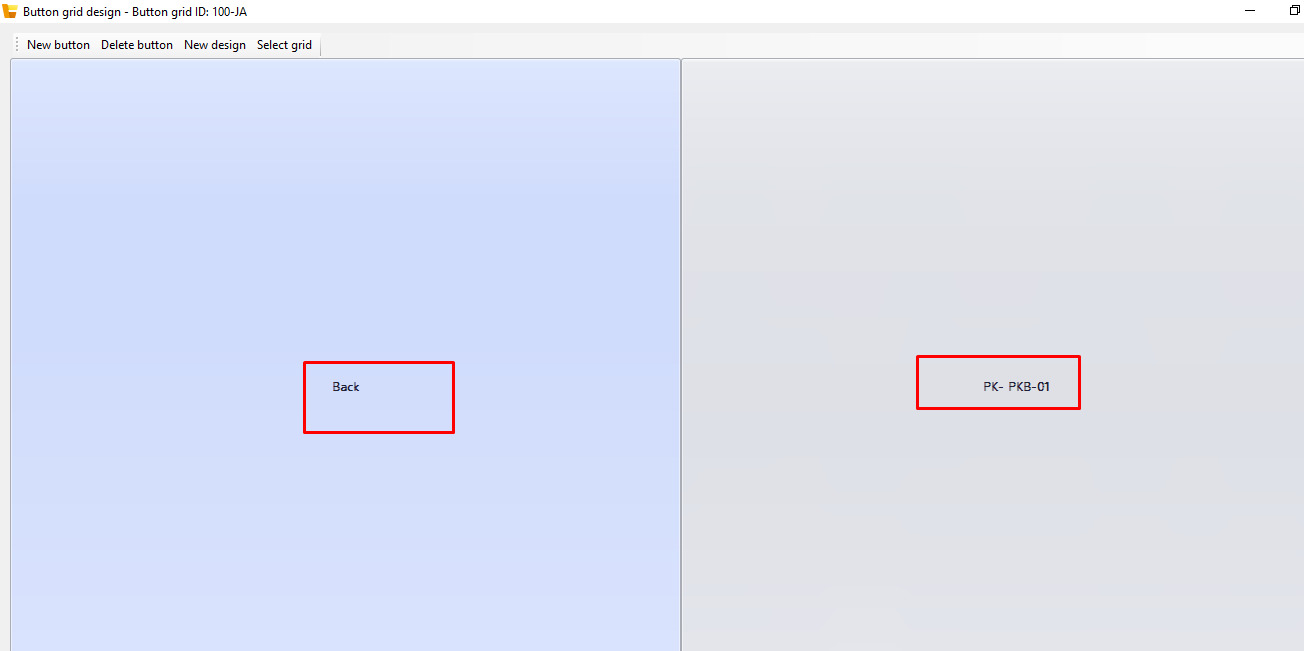 Button grid design - Button grid ID: 100-JA
New button Delete button New design Select grid
Back
PK- PKB-01